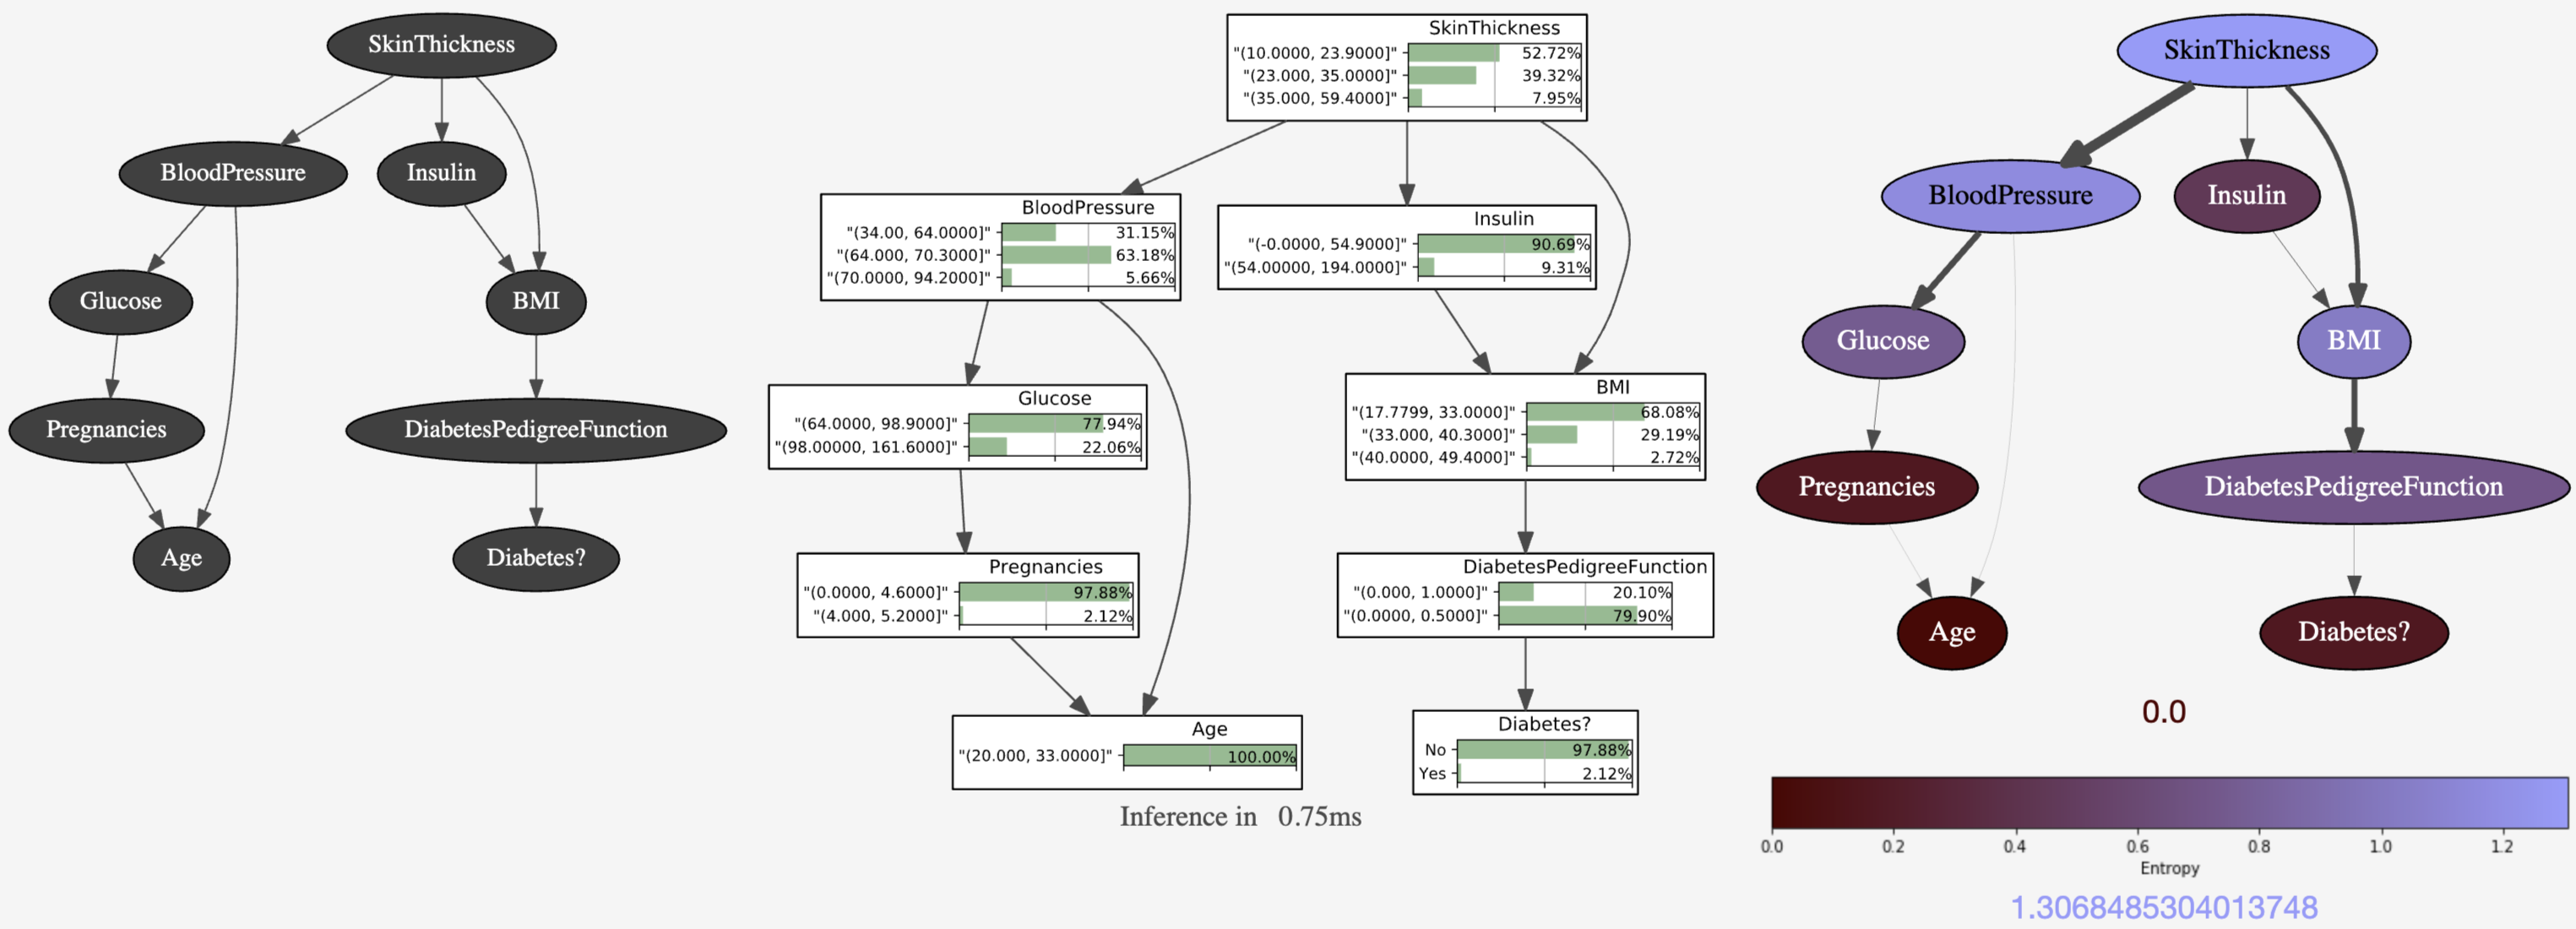 SkinThickness
BloodPressure
Insulin
Glucose
BMI
Pregnancies
DiabetesPedigreeFunction
Age
Diabetes?
SkinThickness
"(10.0000, 23.9000]" 52.72%
"(23.000, 35.0000]" 39.32%
"(35.000, 59.4000]" 7.95%
BloodPressure
"(34.00, 64.0000]" 31.15%
"(64.000, 70.3000]" 63.18%
"(70.0000, 94.2000]" 5.66%
Insulin
"(-0.0000, 54.9000]" 90.69%
"(54.00000, 194.0000]" 9.31%
Glucose
"(64.0000, 98.9000]" 77.94%
"(98.00000, 161.6000]" 22.06%
BMI
"(17.7799, 33.0000]" 68.08%
"(33.000, 40.3000]" 29.19%
"(40.0000, 49.4000]" 2.72%
Pregnancies
"(0.0000, 4.6000]" 97.88%
"(4.000, 5.2000]" 2.12%
DiabetesPedigreeFunction
"(0.000, 1.0000]" 20.10%
"(0.0000, 0.5000]" 79.90%
Age
"(20.000, 33.0000]" 100.00%
Diabetes?
No 97.88%
Yes 2.12%
Inference in 0.75ms
SkinThickness
BloodPressure
Insulin
Glucose
BMI
Pregnancies
DiabetesPedigreeFunction
Age
Diabetes?
0.0
0.0 0.2 0.4 0.6 0.8 1.0 1.2
Entropy
1.3068485304013748